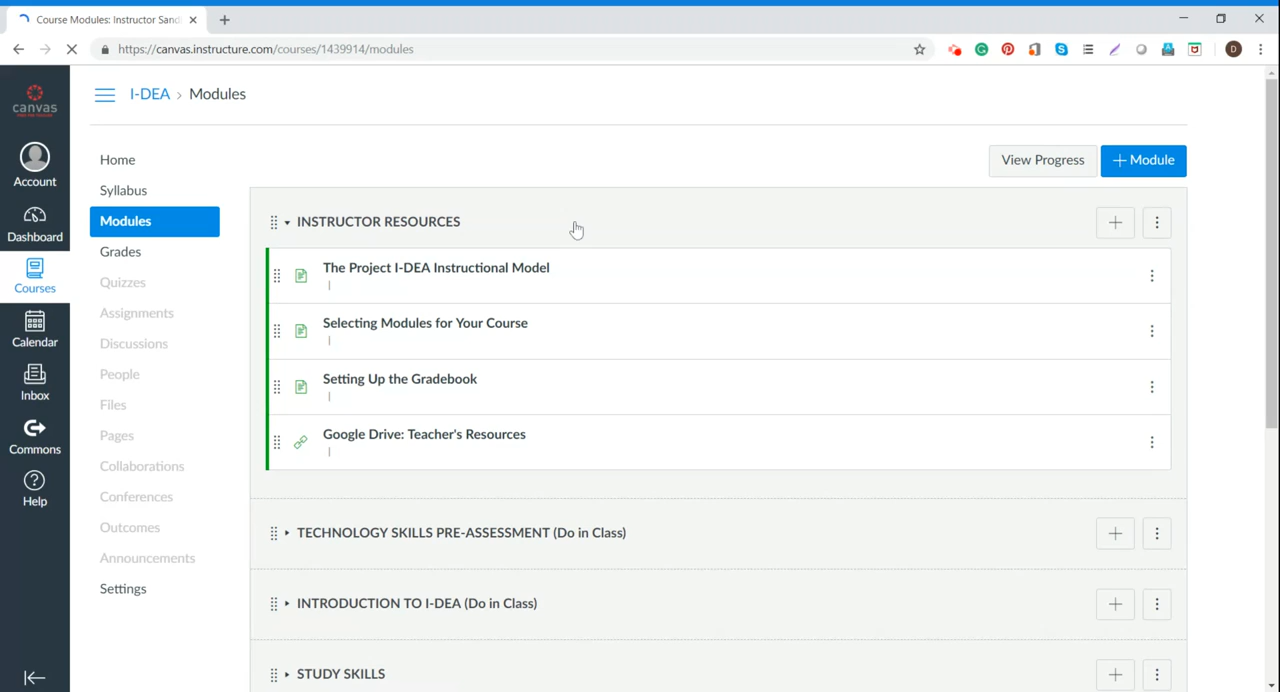 Course Modules: Instructor Sand
https://canvas.instructure.com/courses/1439914/modules
D
canvas
Account
Dashboard
Courses
Calendar
Inbox
Commons
Help
I-DEA > Modules
Home
Syllabus
Modules
Grades
Quizzes
Assignments
Discussions
People
Files
Pages
Collaborations
Conferences
Outcomes
Announcements
Settings
View Progress
+ Module
INSTRUCTOR RESOURCES
The Project I-DEA Instructional Model
|
Selecting Modules for Your Course
|
Setting Up the Gradebook
|
Google Drive: Teacher's Resources
|
TECHNOLOGY SKILLS PRE-ASSESSMENT (Do in Class)
INTRODUCTION TO I-DEA (Do in Class)
STUDY SKILLS